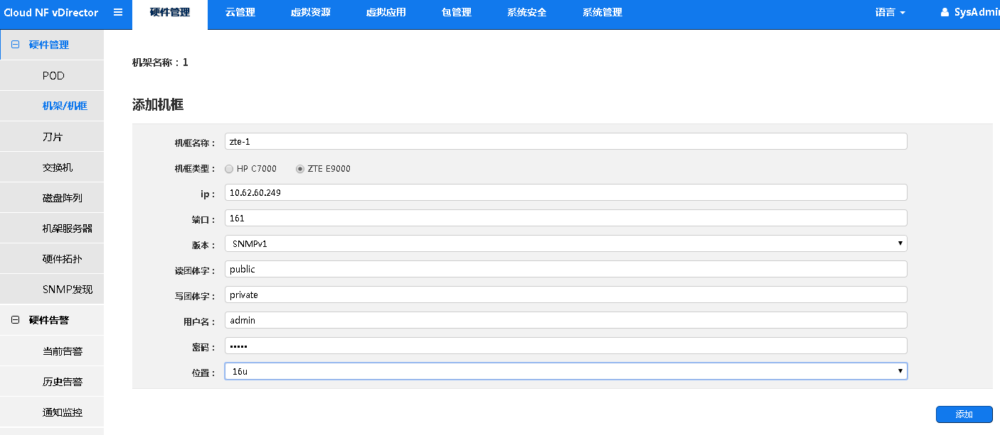 Cloud NF vDirector 硬件管理 云管理 虚拟资源 虚拟应用 包管理 系统安全 系统管理 语言 SysAdmin
硬件管理
POD
机架/机框
刀片
交换机
磁盘阵列
机架服务器
硬件拓扑
SNMP发现
硬件告警
当前告警
历史告警
通知监控
机架名称：1
添加机框
机框名称： zte-1
机框类型： HP C7000 ZTE E9000
ip： 10.62.60.249
端口： 161
版本： SNMPv1
读团体字： public
写团体字： private
用户名： admin
密码： •••••
位置： 16u
添加